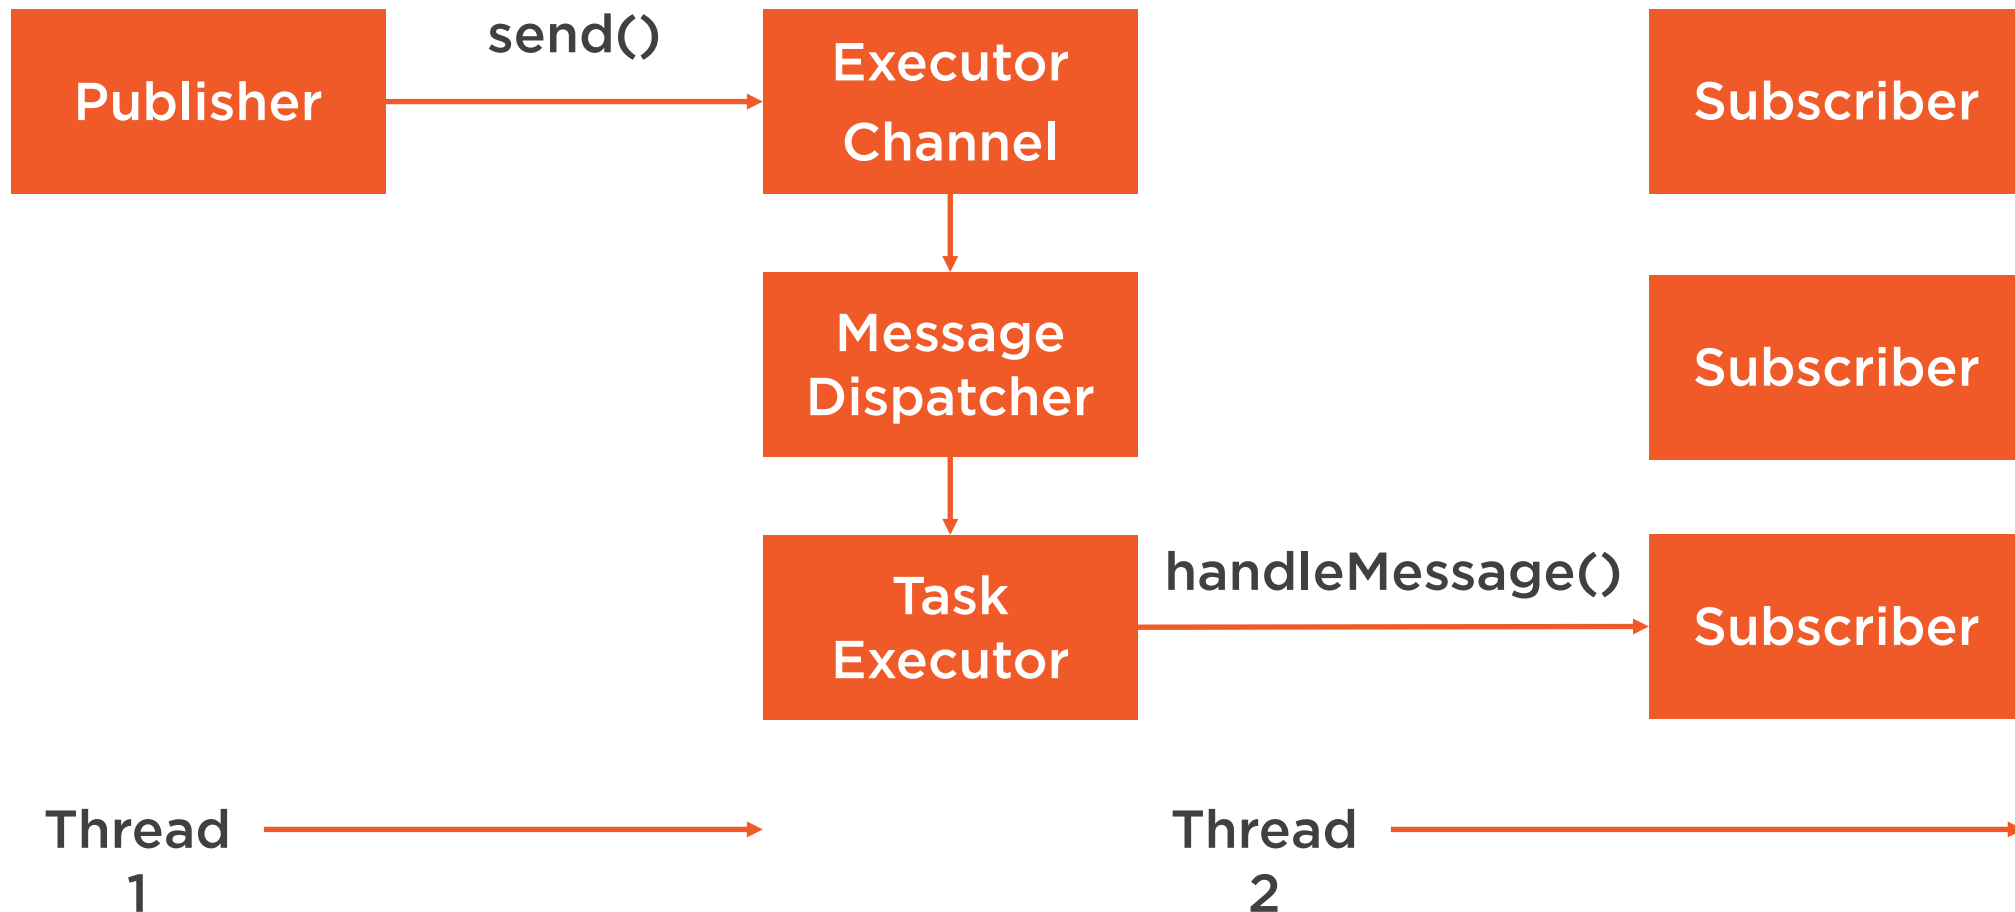 Publisher
send()
Executor
Channel
Subscriber
Message
Dispatcher
Subscriber
Task
Executor
handleMessage()
Subscriber
Thread
1
Thread
2